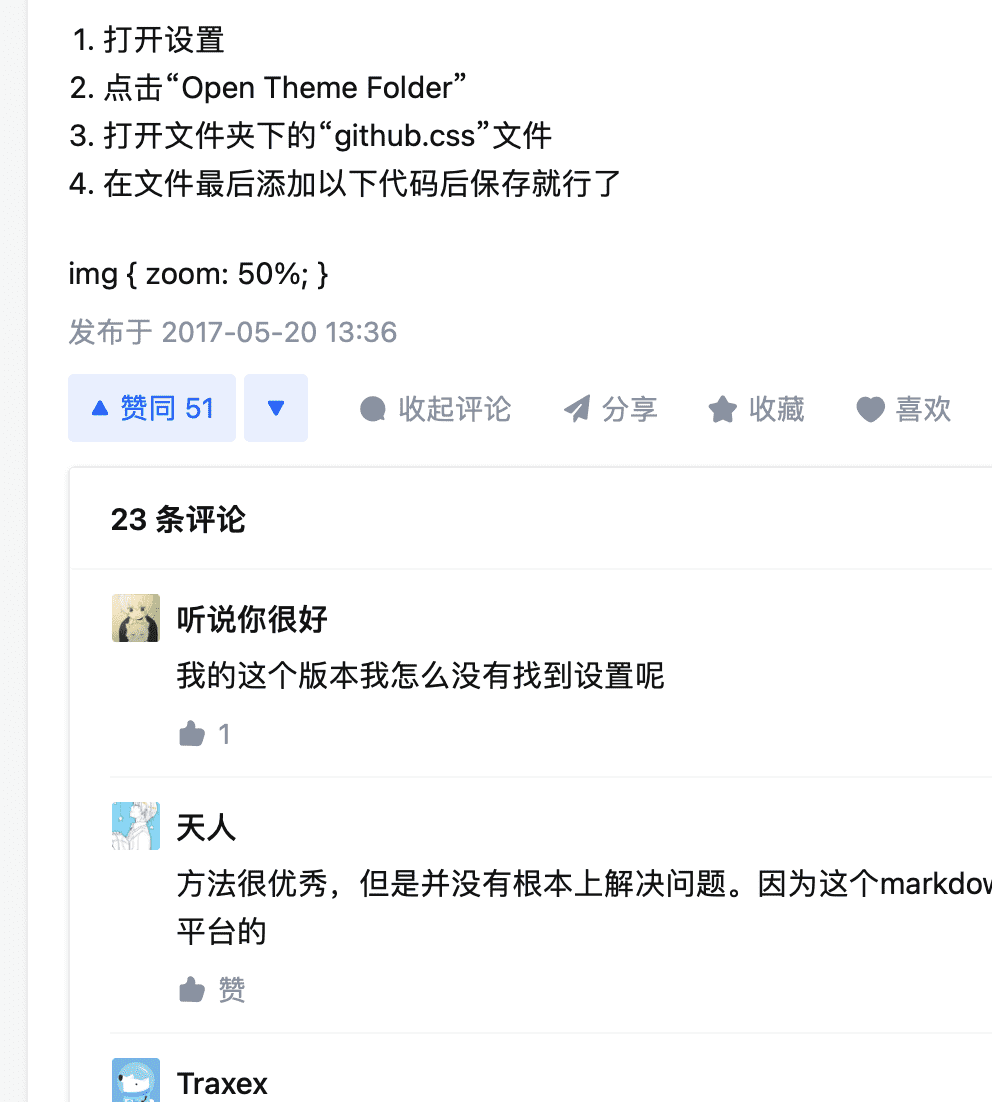 1. 打开设置
2. 点击“Open Theme Folder”
3. 打开文件夹下的“github.css”文件
4. 在文件最后添加以下代码后保存就行了
img { zoom: 50%; }
发布于 2017-05-20 13:36
赞同 51 收起评论 分享 收藏 喜欢
23 条评论
听说你很好
我的这个版本我怎么没有找到设置呢
1
天人
方法很优秀，但是并没有根本上解决问题。因为这个markdow
平台的
赞
Traxex